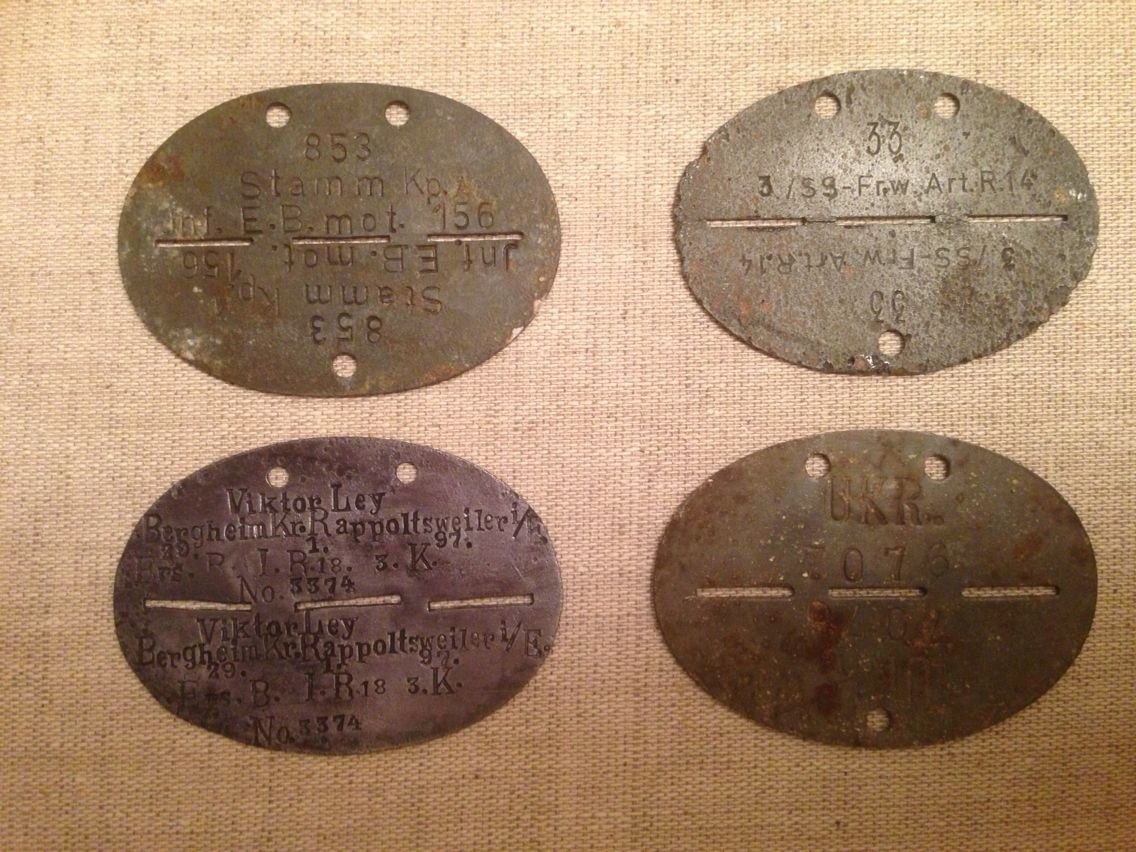 853
Stamm Kp.
Jnf. E.B. mot. 156
Jnf. E.B. mot. 156
Stamm Kp.
853
33
3/SS-Frw. Art.R.14
3/SS-Frw. Art.R.14
33
Viktor Ley
Bergheim Kr. Rappoltsweiler i/E.
29. 1. 97.
Ers. B. I.R.18. 3.K.
No. 3374
Viktor Ley
Bergheim Kr. Rappoltsweiler i/E.
29. 1. 97.
Ers. B. I.R.18 3.K.
No. 3374
UKR.